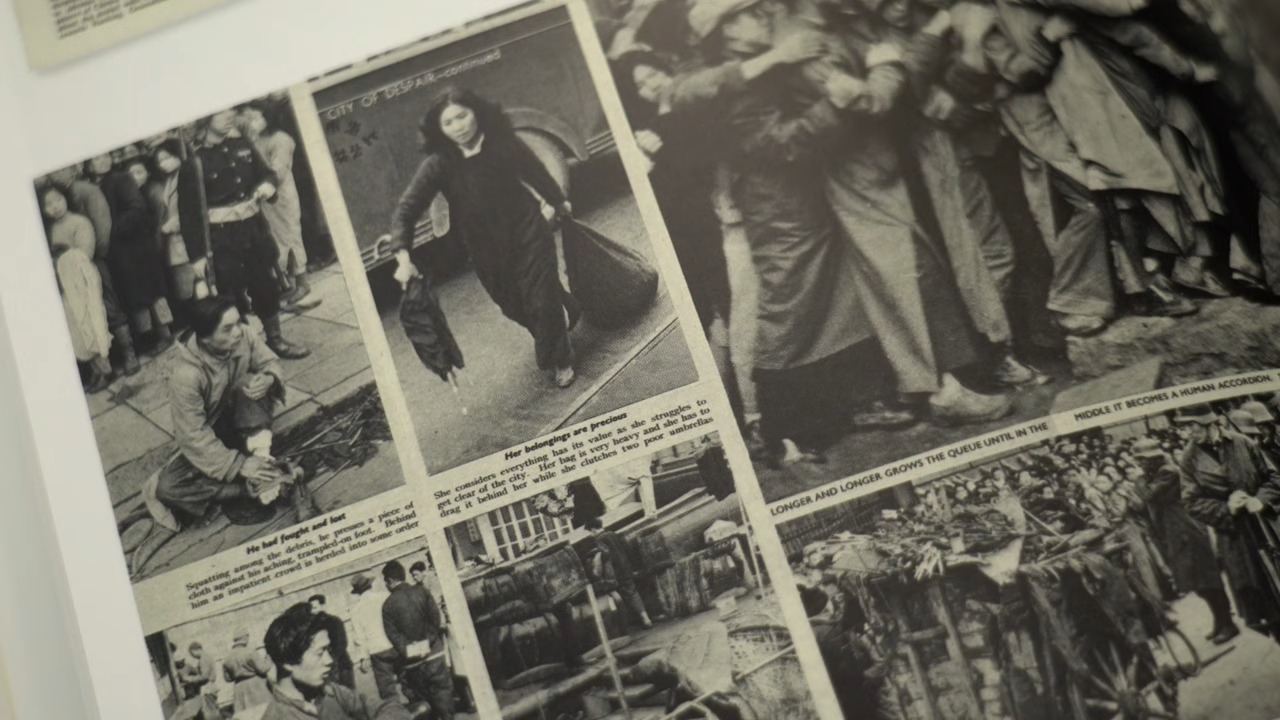 CITY OF DESPAIR—continued
He had fought and lost
Squatting among the debris, he presses a piece of
cloth against his aching, trampled-on foot. Behind
him an impatient crowd is herded into some order
Her belongings are precious
She considers everything has its value as she struggles to
get clear of the city. Her bag is very heavy and she has to
drag it behind her while she clutches two poor umbrellas
LONGER AND LONGER GROWS THE QUEUE UNTIL IN THE MIDDLE IT BECOMES A HUMAN ACCORDION.